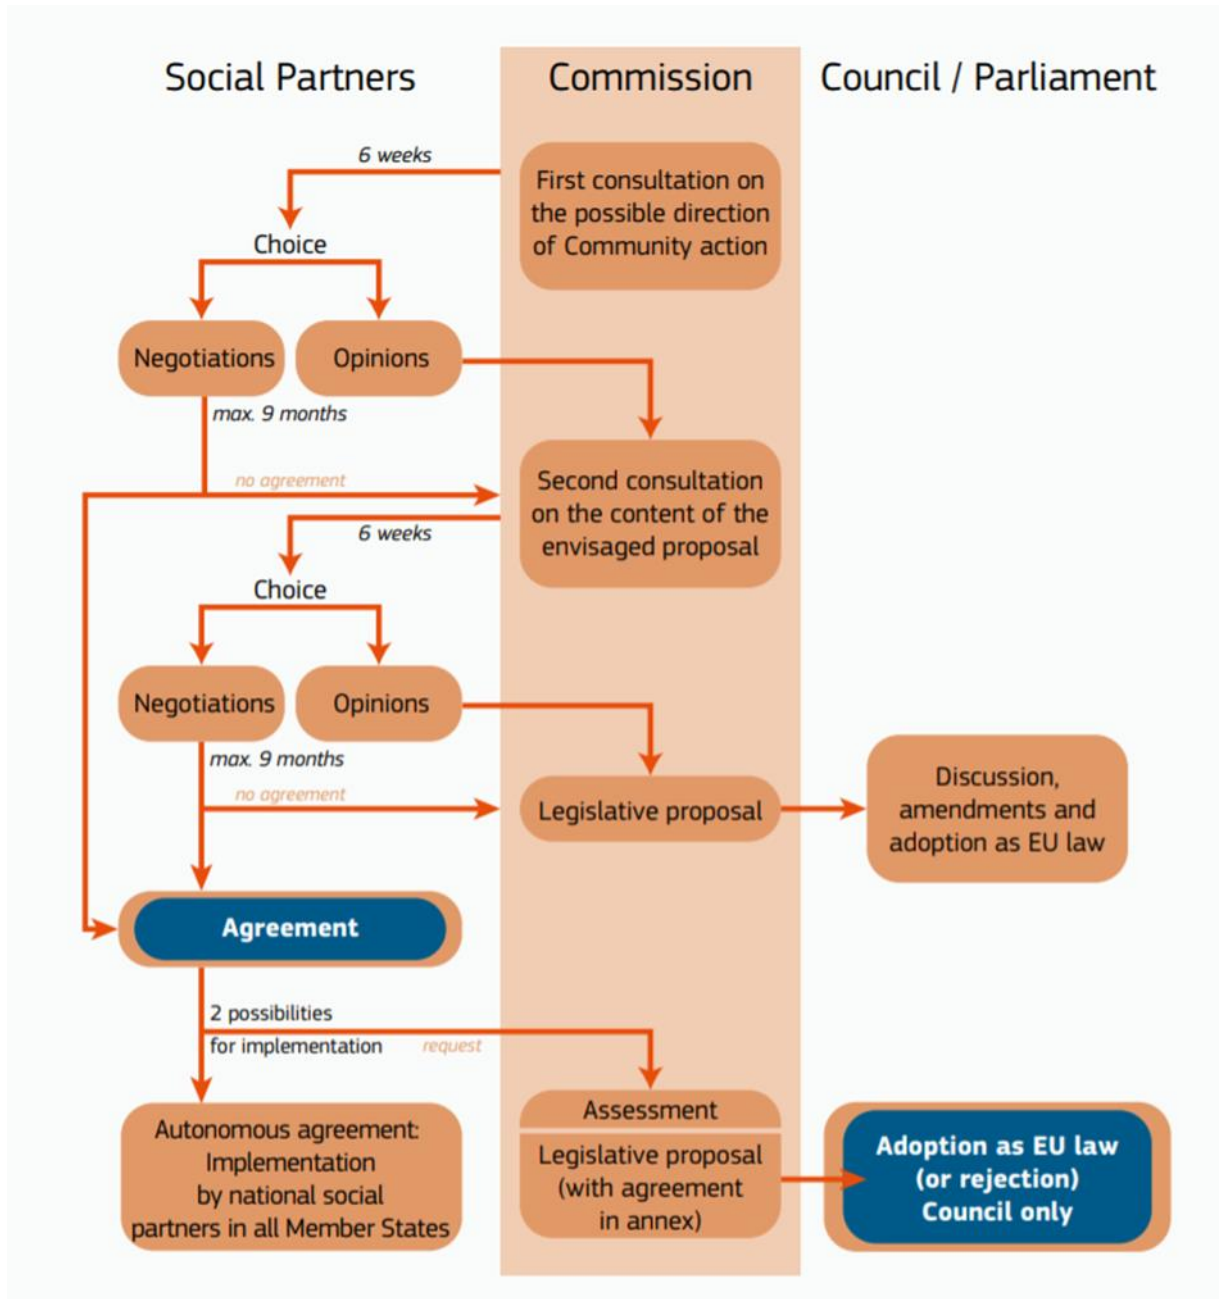 Social Partners
Commission
Council / Parliament
6 weeks
First consultation on
the possible direction
of Community action
Choice
Negotiations
Opinions
max. 9 months
no agreement
Second consultation
on the content of the
envisaged proposal
6 weeks
Choice
Negotiations
Opinions
max. 9 months
no agreement
Legislative proposal
Discussion,
amendments and
adoption as EU law
Agreement
2 possibilities
for implementation
request
Autonomous agreement:
Implementation
by national social
partners in all Member States
Assessment
Legislative proposal
(with agreement
in annex)
Adoption as EU law
(or rejection)
Council only